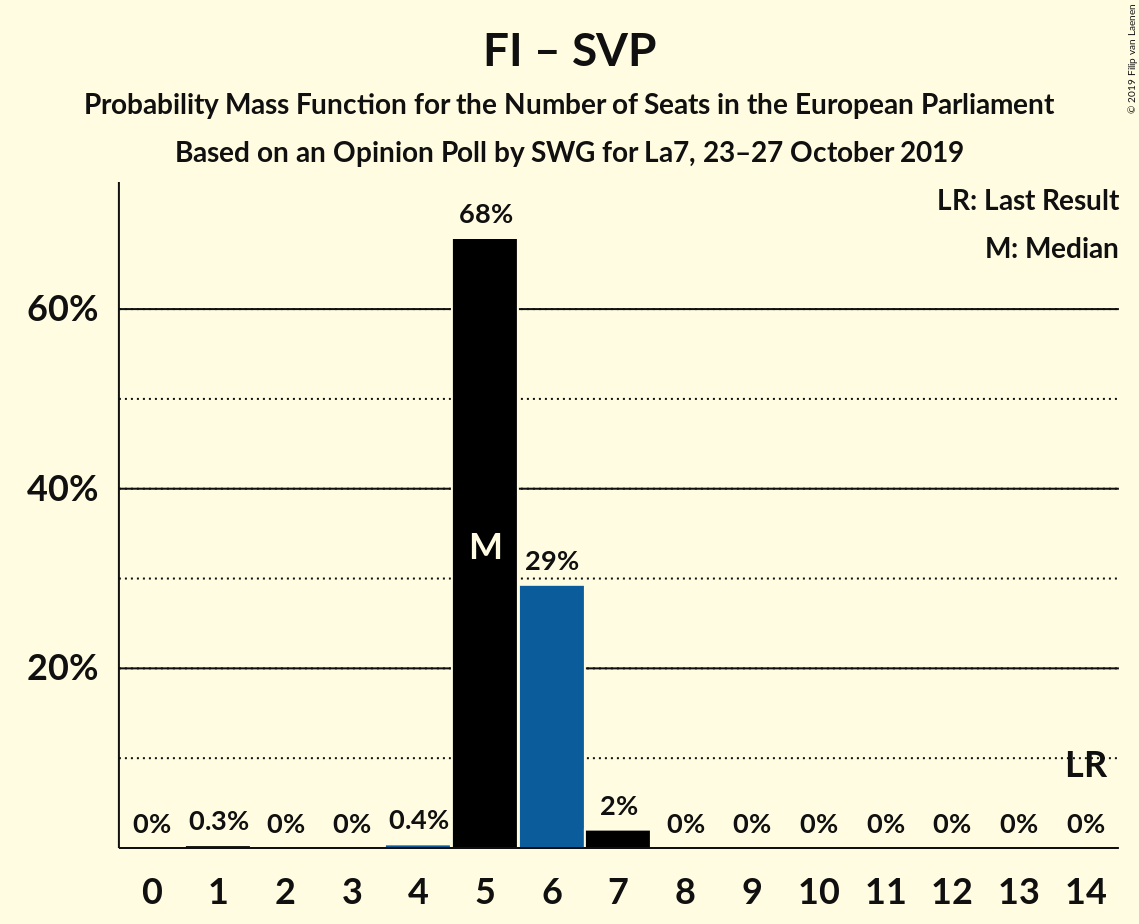 FI – SVP
Probability Mass Function for the Number of Seats in the European Parliament
Based on an Opinion Poll by SWG for La7, 23–27 October 2019
© 2019 Filip van Laenen
LR: Last Result
M: Median
60%
40%
20%
0%
0.3%
0%
0%
0.4%
68%
M
29%
2%
0%
0%
0%
0%
0%
0%
0%
LR
0 1 2 3 4 5 6 7 8 9 10 11 12 13 14